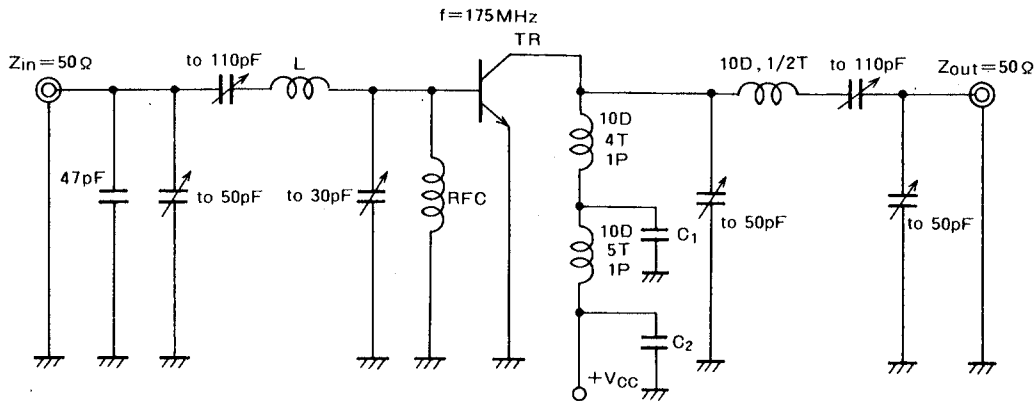 f=175MHz
TR
Zin=50Ω
to 110pF
L
10D, 1/2T
to 110pF
Zout=50Ω
10D
4T
1P
47pF
to 50pF
to 30pF
RFC
10D
5T
1P
C1
to 50pF
to 50pF
C2
+VCC